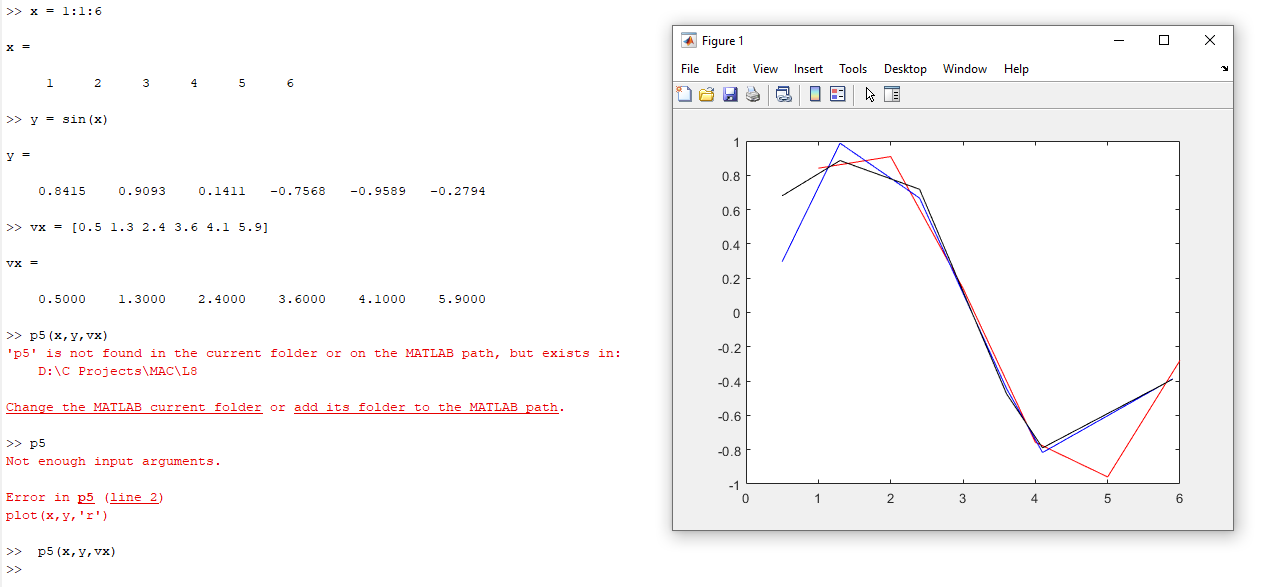 >> x = 1:1:6
x =
1 2 3 4 5 6
>> y = sin(x)
y =
0.8415 0.9093 0.1411 -0.7568 -0.9589 -0.2794
>> vx = [0.5 1.3 2.4 3.6 4.1 5.9]
vx =
0.5000 1.3000 2.4000 3.6000 4.1000 5.9000
>> p5(x,y,vx)
'p5' is not found in the current folder or on the MATLAB path, but exists in:
D:\C Projects\MAC\L8
Change the MATLAB current folder or add its folder to the MATLAB path.
>> p5
Not enough input arguments.
Error in p5 (line 2)
plot(x,y,'r')
>> p5(x,y,vx)
>>
Figure 1
File Edit View Insert Tools Desktop Window Help
1
0.8
0.6
0.4
0.2
0
-0.2
-0.4
-0.6
-0.8
-1
0 1 2 3 4 5 6